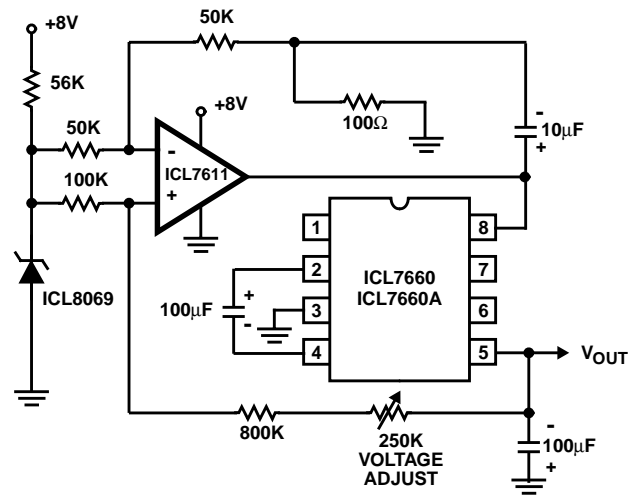 +8V
50K
56K
+8V
50K
100Ω
-
10µF
+
100K
-
ICL7611
+
1
8
2
ICL7660
ICL7660A
7
ICL8069
100µF
+
-
3
6
4
5
VOUT
800K
250K
VOLTAGE
ADJUST
-
100µF
+